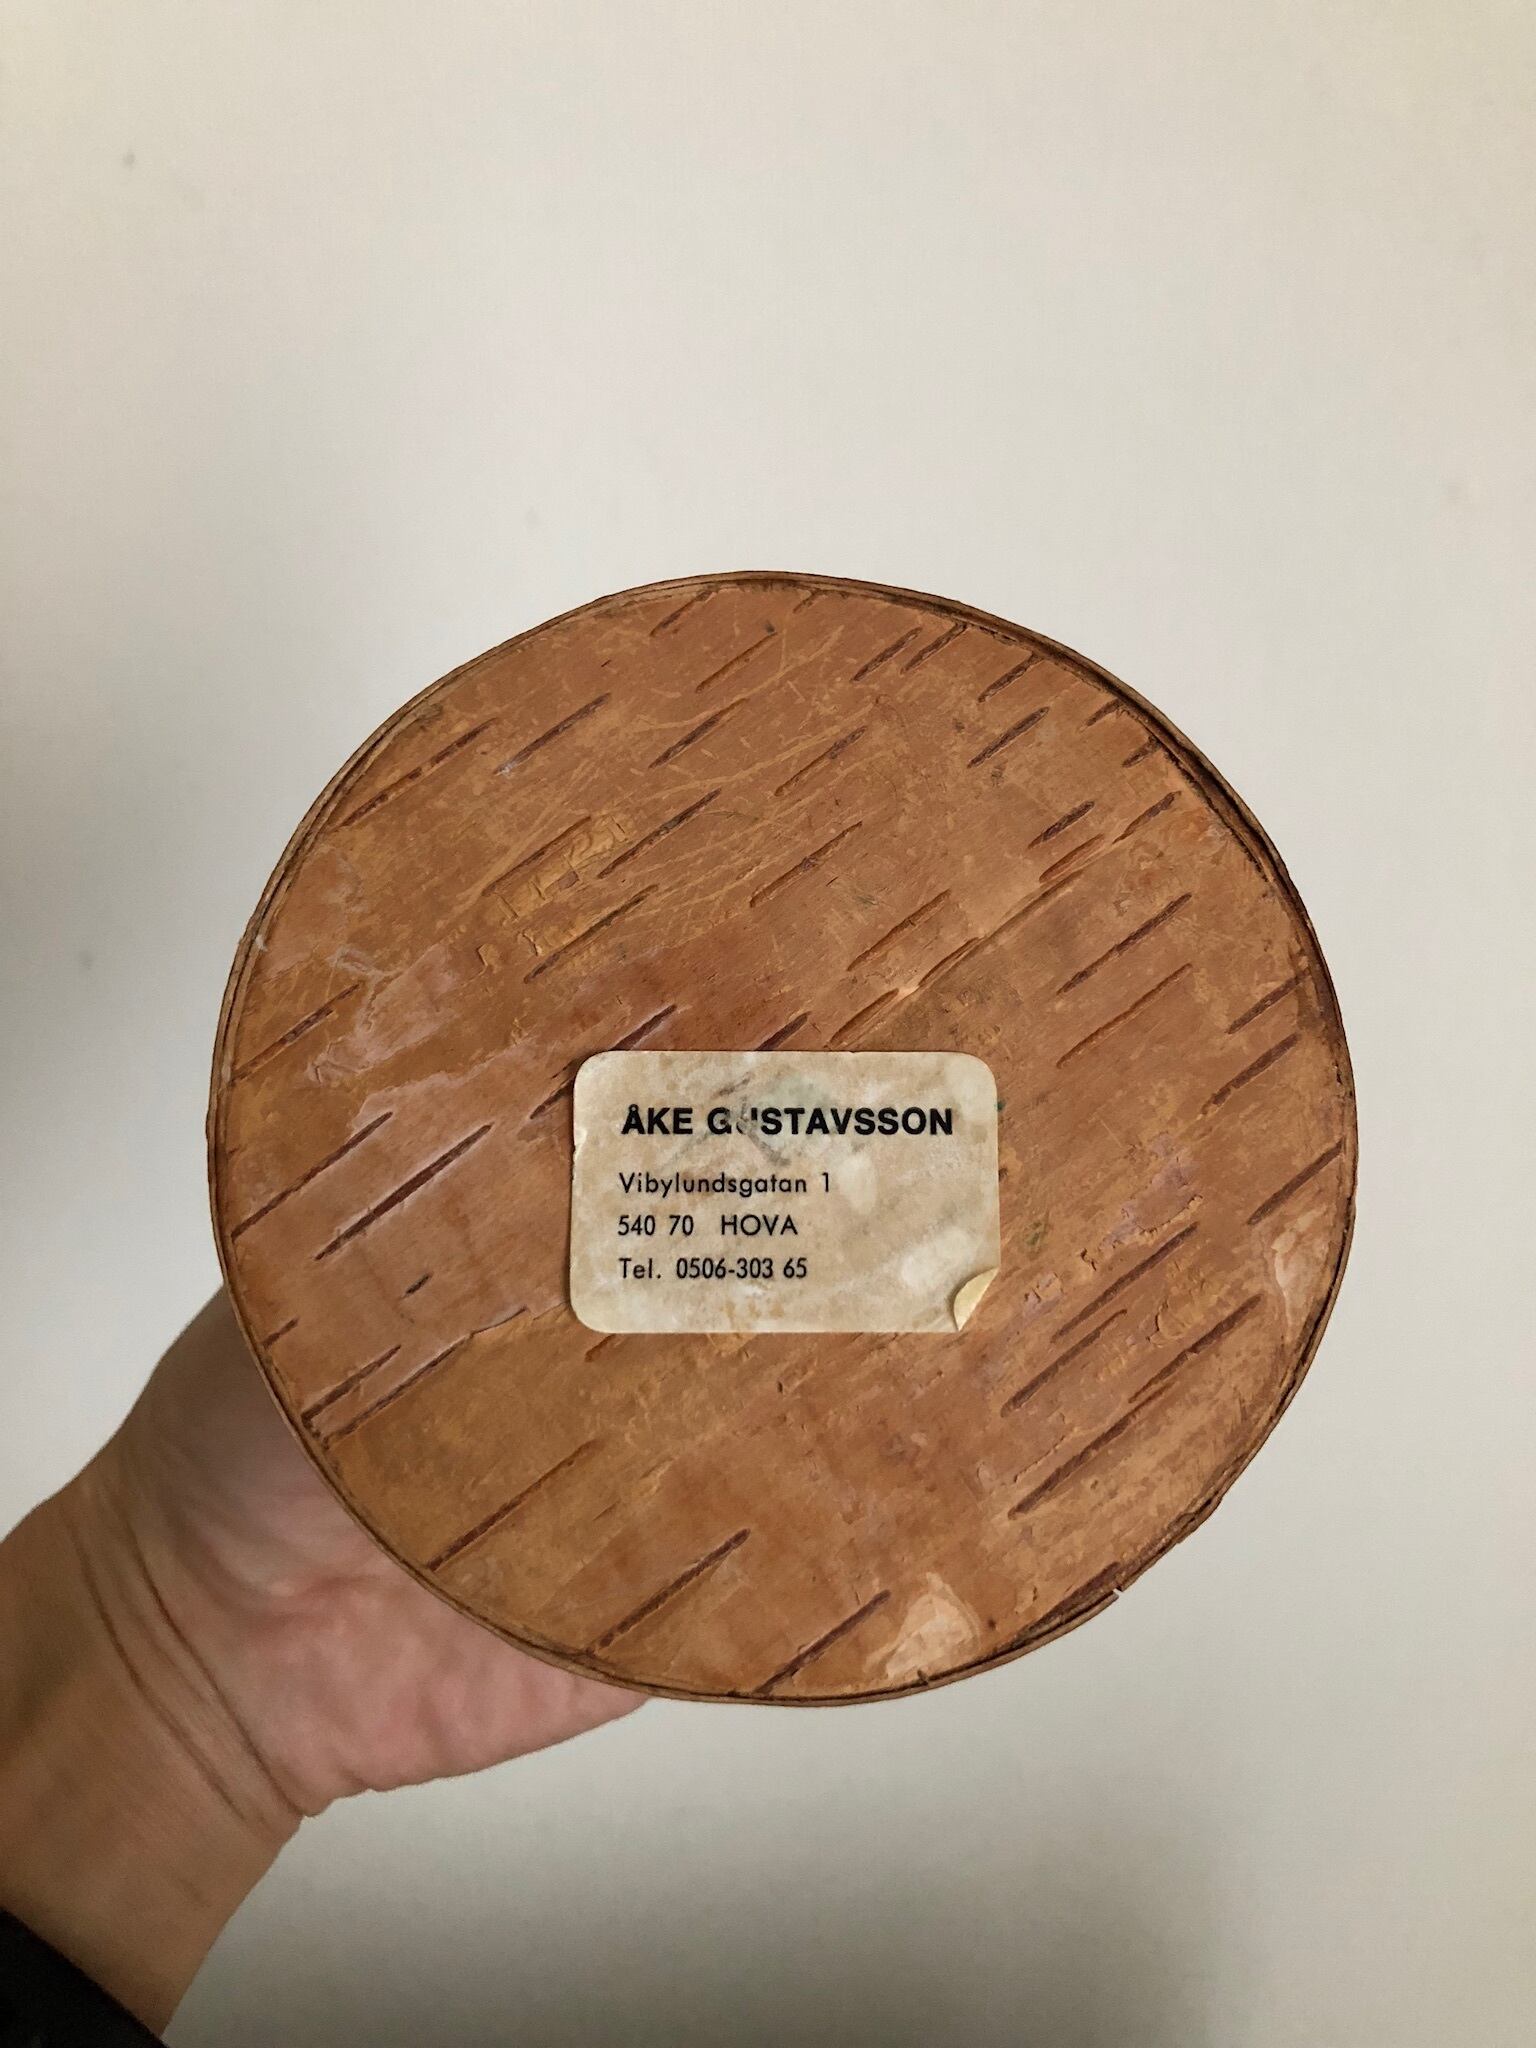 ÅKE GUSTAVSSON
Vibylundsgatan 1
540 70 HOVA
Tel. 0506-303 65